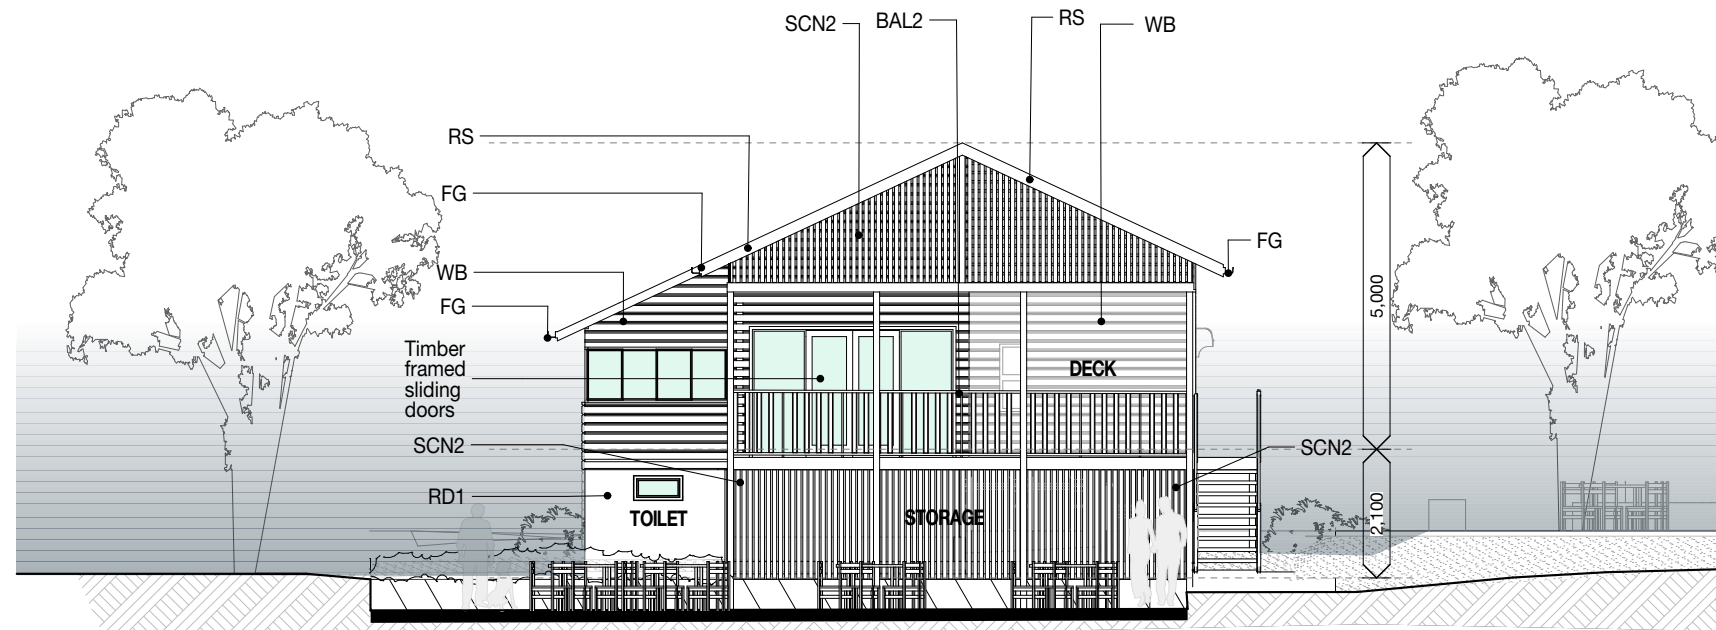 SCN2
BAL2
RS
WB
RS
FG
FG
WB
FG
5,000
Timber
framed
sliding
doors
DECK
SCN2
SCN2
RD1
TOILET
STORAGE
2,100